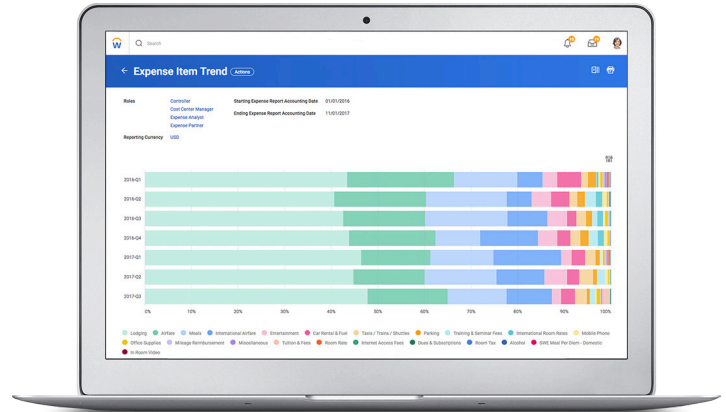 w Search
Expense Item Trend Actions
Roles Controller Starting Expense Report Accounting Date 01/01/2016
Cost Center Manager Ending Expense Report Accounting Date 11/01/2017
Expense Analyst
Expense Partner
Reporting Currency USD
2016-Q1
2016-Q2
2016-Q3
2016-Q4
2017-Q1
2017-Q2
2017-Q3
0% 10% 20% 30% 40% 50% 60% 70% 80% 90% 100%
Lodging Airfare Meals International Airfare Entertainment Car Rental & Fuel Taxis / Trains / Shuttles Parking Training & Seminar Fees International Room Rates Mobile Phone
Office Supplies Mileage Reimbursement Miscellaneous Tuition & Fees Room Rate Internet Access Fees Dues & Subscriptions Room Tax Alcohol SWE Meal Per Diem - Domestic
In Room Video